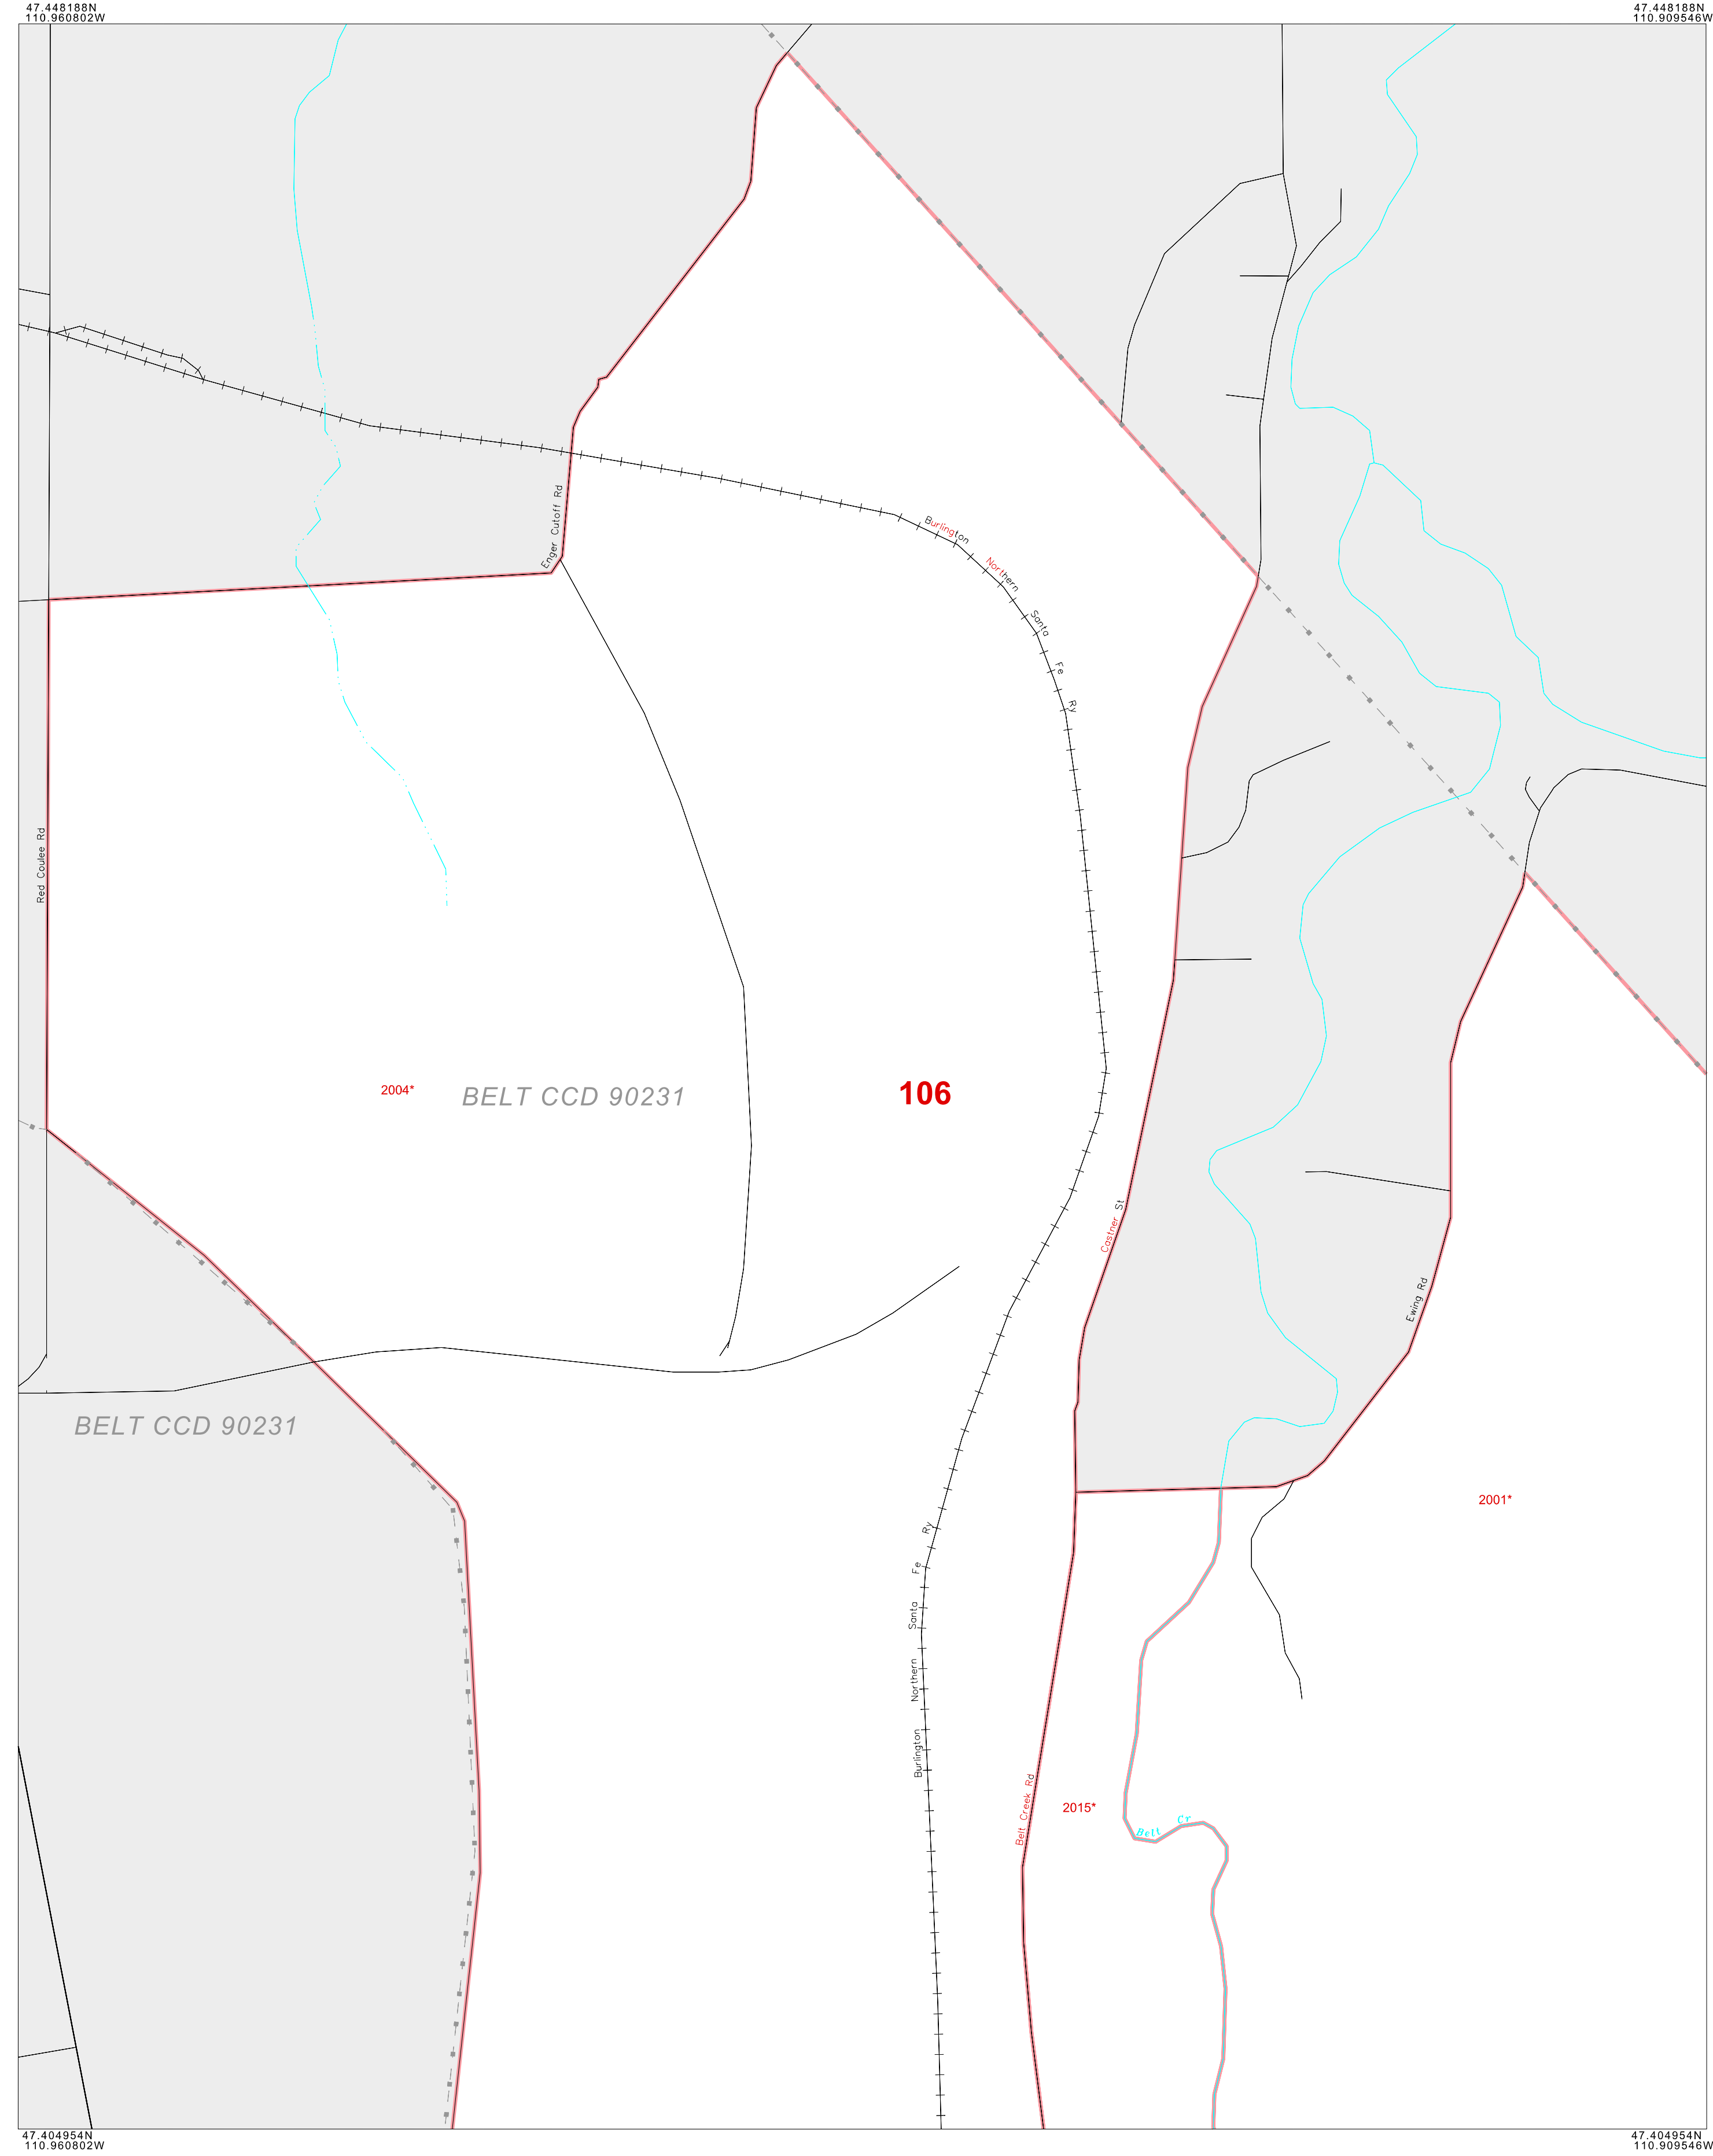 47.448188N
110.960802W
47.448188N
110.909546W
Enger Cutoff Rd
Burlington Northern Santa Fe Ry
Red Coulee Rd
2004*
BELT CCD 90231
106
Castner St
Ewing Rd
BELT CCD 90231
2001*
Burlington Northern Santa Fe Ry
Belt Creek Rd
2015*
Belt Cr
47.404954N
110.960802W
47.404954N
110.909546W